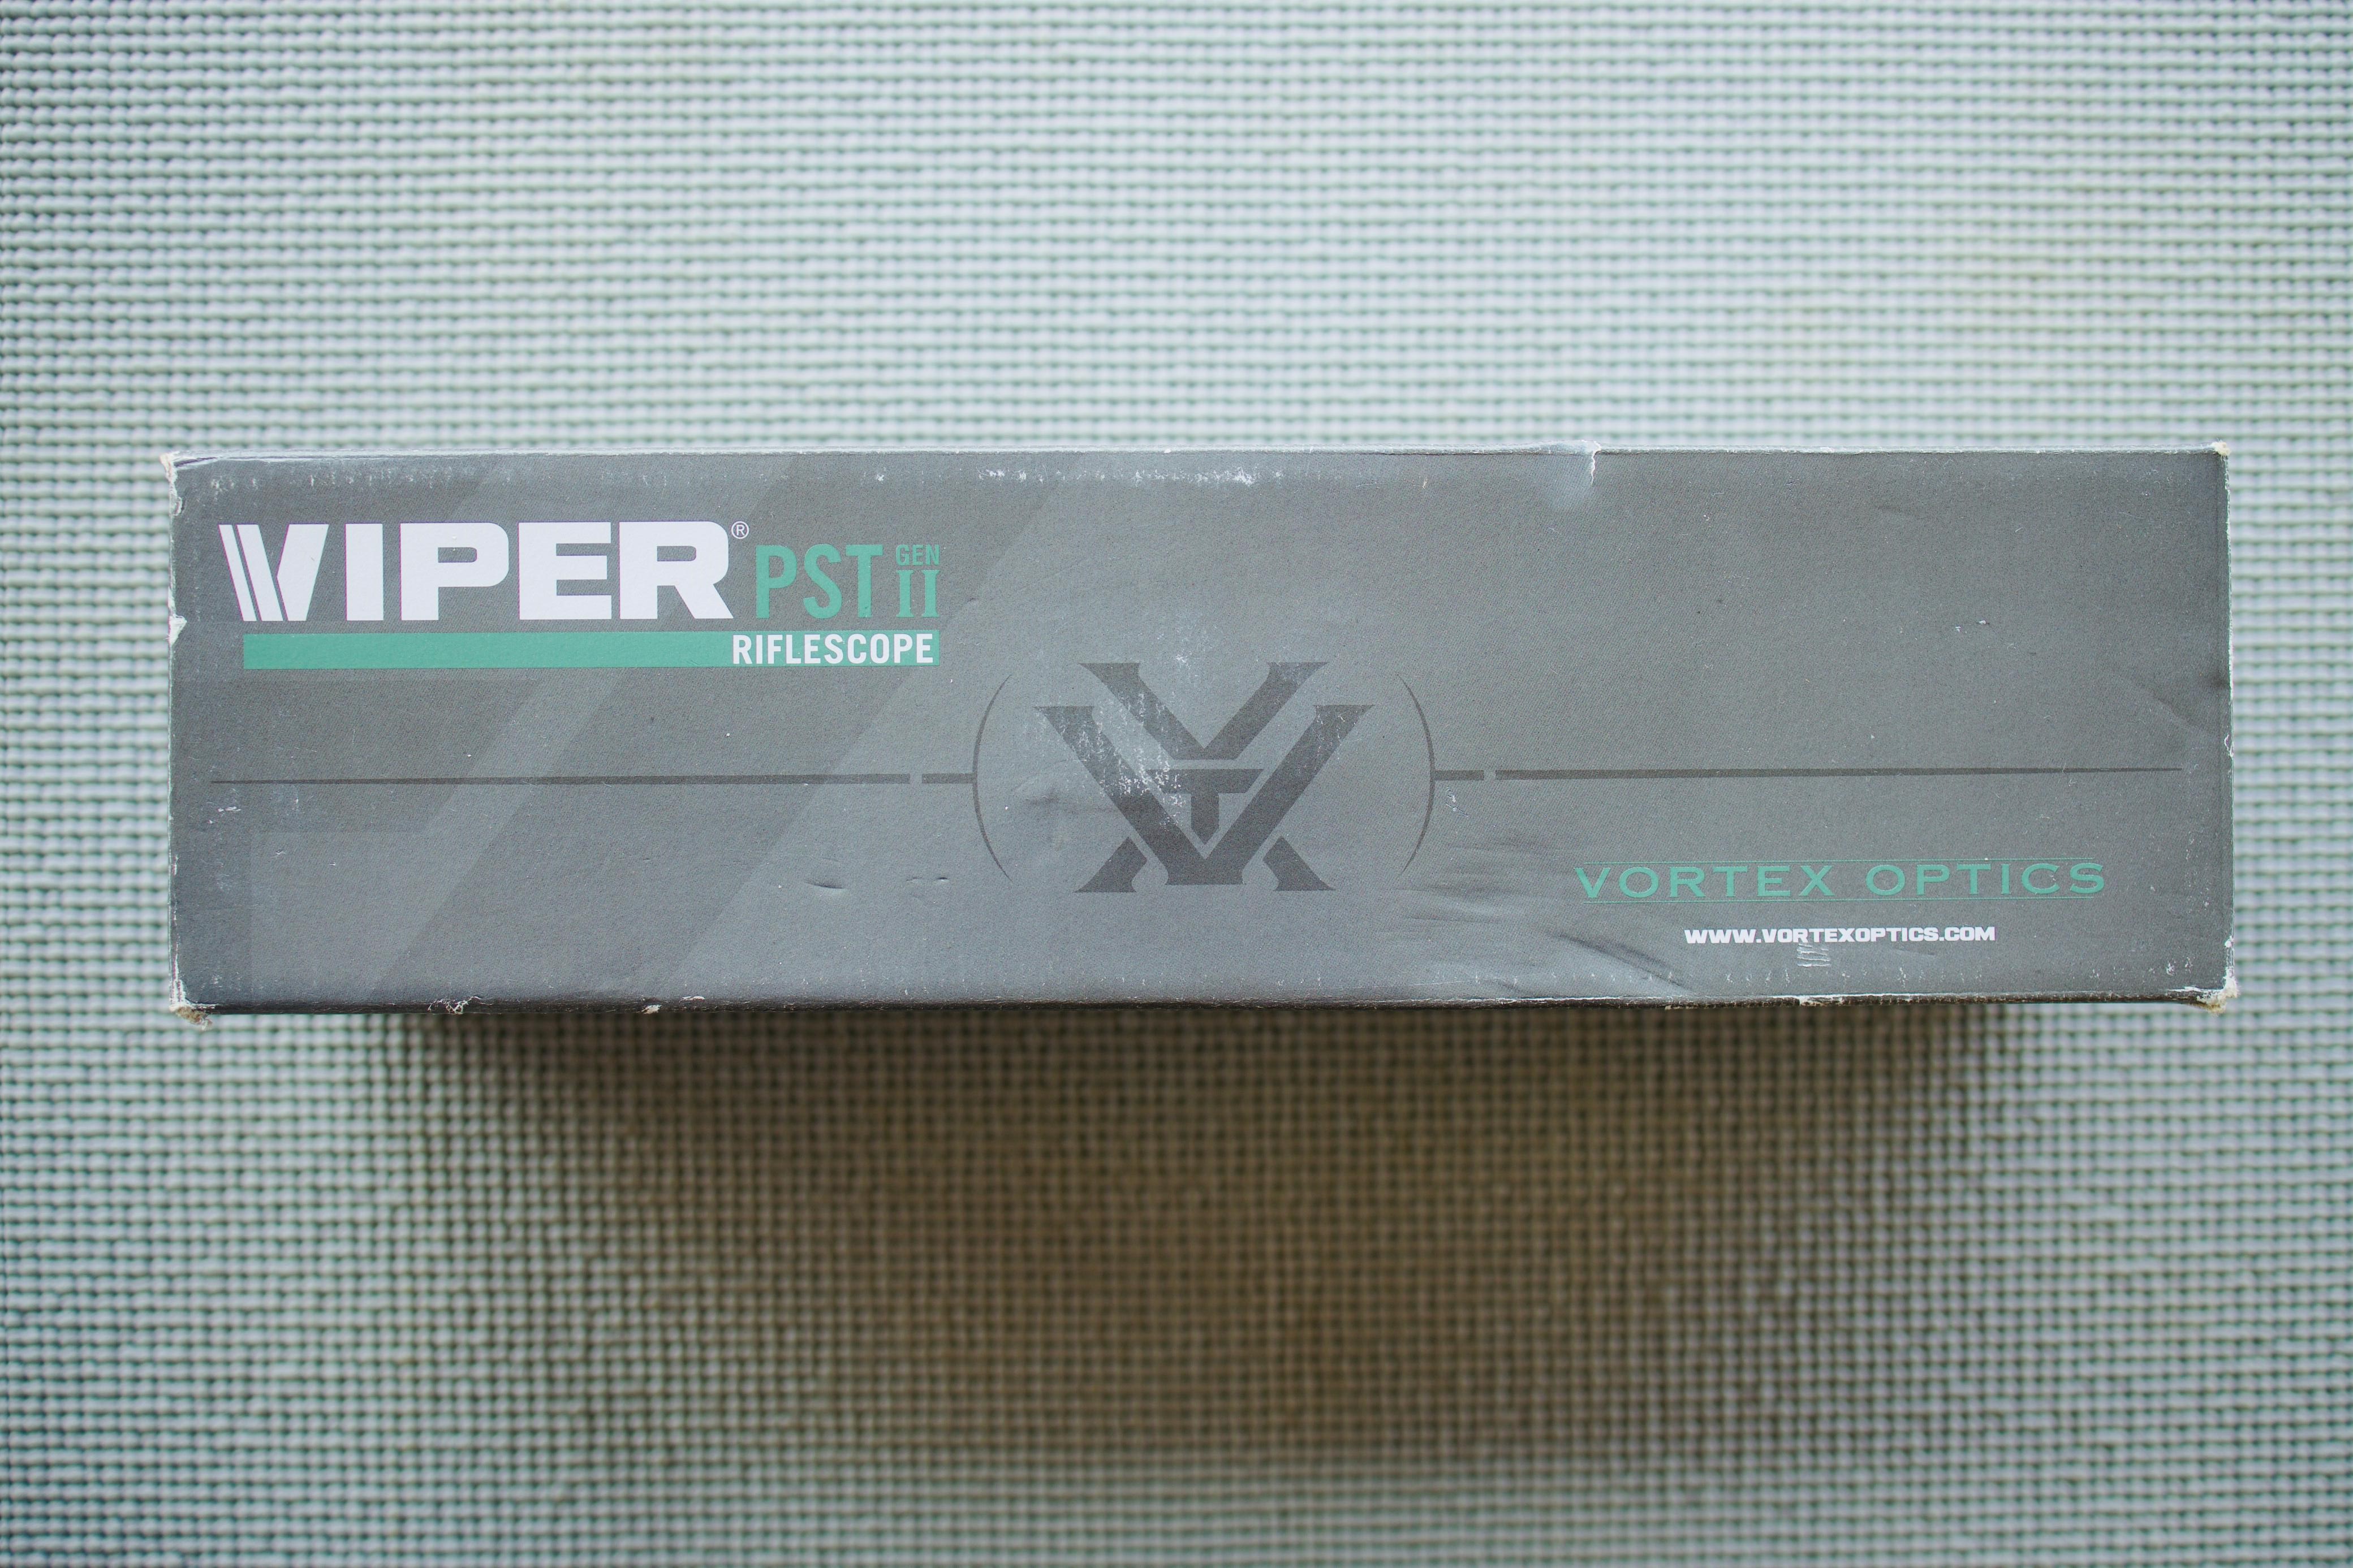 VIPER® PST GEN II
RIFLESCOPE
VORTEX OPTICS
WWW.VORTEXOPTICS.COM